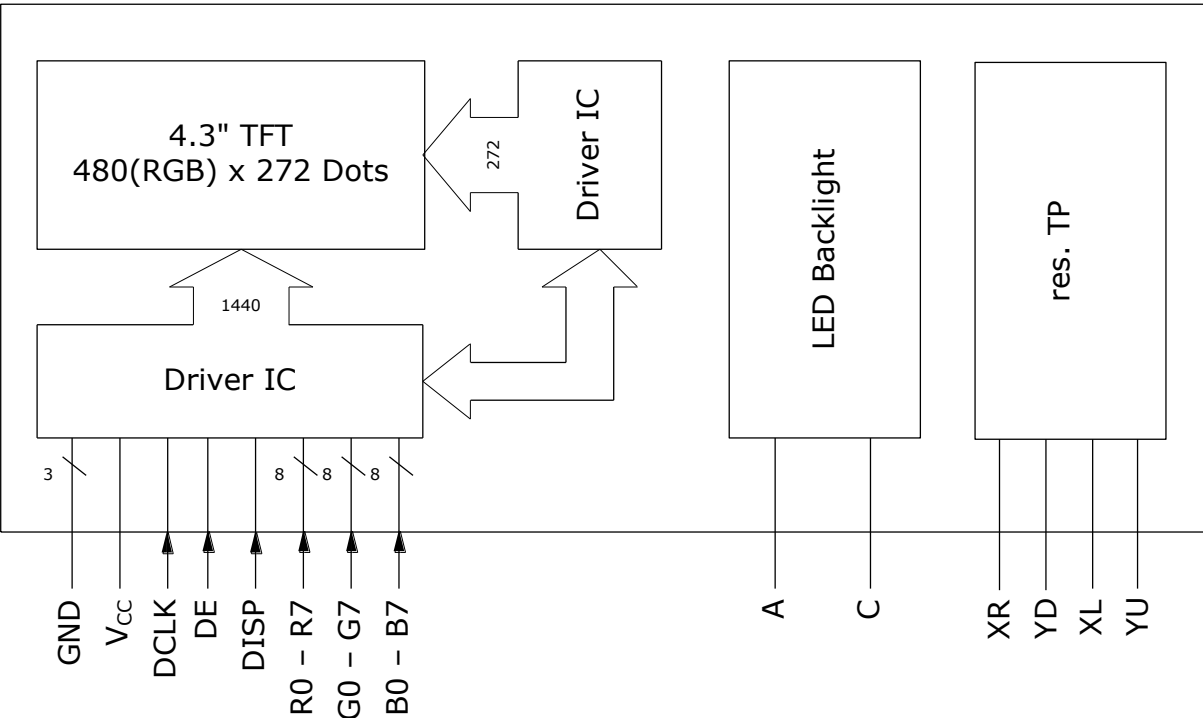 4.3" TFT
480(RGB) x 272 Dots
272
Driver IC
LED Backlight
res. TP
1440
Driver IC
3
8
8
8
GND
VCC
DCLK
DE
DISP
R0 – R7
G0 – G7
B0 – B7
A
C
XR
YD
XL
YU